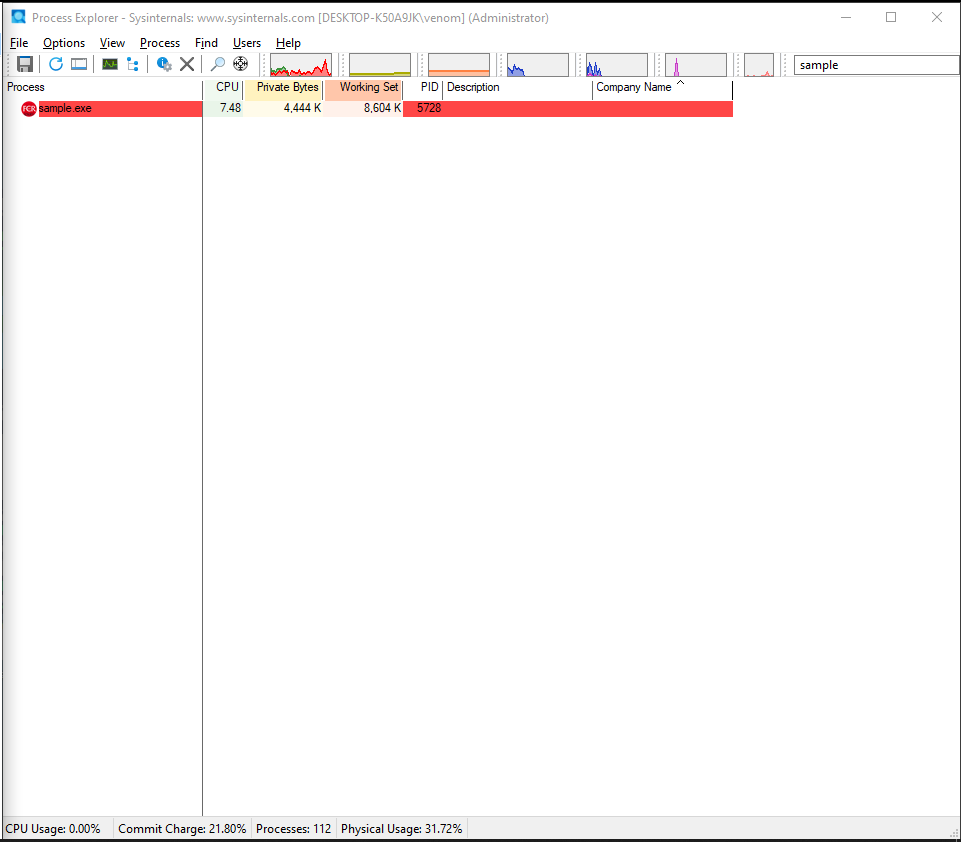 Process Explorer - Sysinternals: www.sysinternals.com [DESKTOP-K50A9JK\venom] (Administrator)
File Options View Process Find Users Help
sample
Process CPU Private Bytes Working Set PID Description Company Name
FCR sample.exe 7.48 4,444 K 8,604 K 5728
CPU Usage: 0.00% Commit Charge: 21.80% Processes: 112 Physical Usage: 31.72%